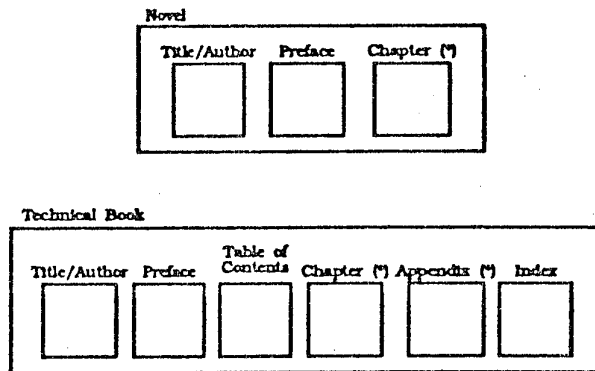 Novel
Title/Author Preface Chapter (*)
Technical Book
Title/Author Preface Table of
Contents Chapter (*) Appendix (*) Index